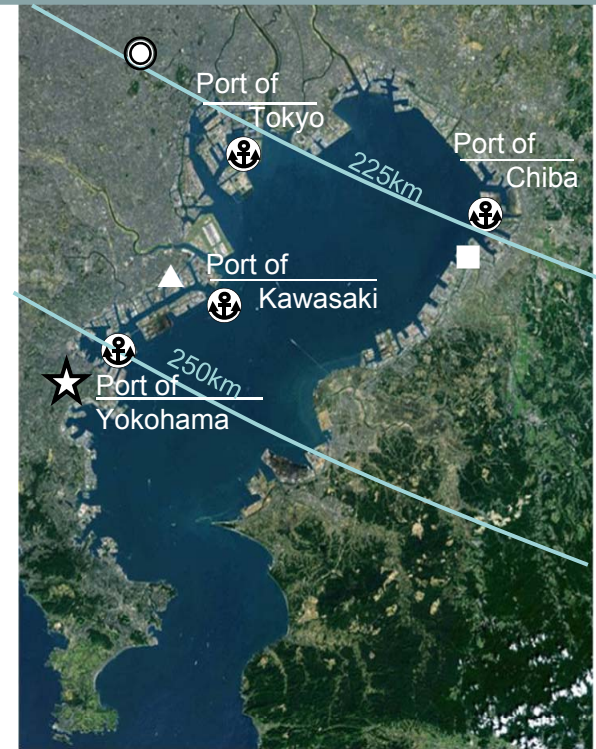 Port of
Tokyo
Port of
Chiba
225km
Port of
Kawasaki
250km
Port of
Yokohama